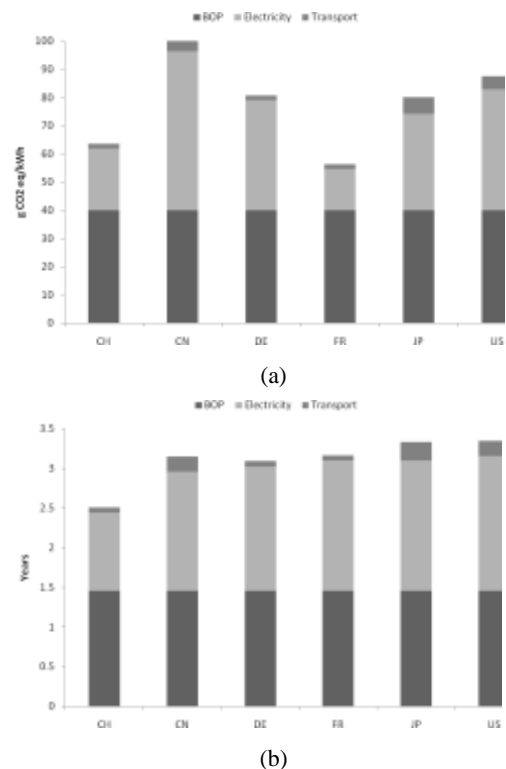 BOP Electricity Transport
100
90
80
70
60
50
40
30
20
10
0
g CO2 eq/kWh
CH CN DE FR JP US
(a)
BOP Electricity Transport
3.5
3
2.5
2
1.5
1
0.5
0
Years
CH CN DE FR JP US
(b)